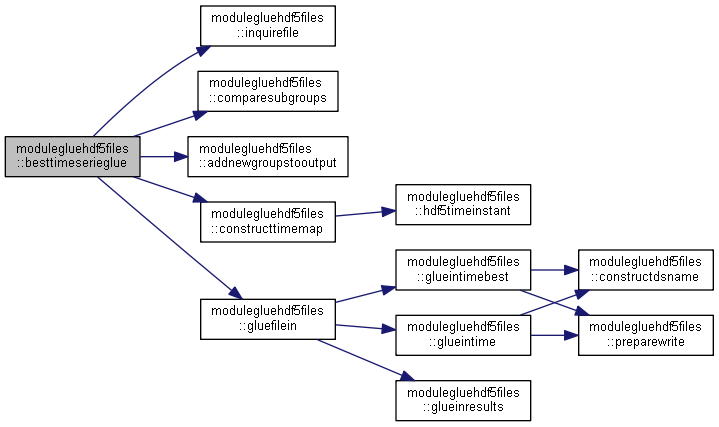 modulegluehdf5files
::besttimeserieglue
modulegluehdf5files
::inquirefile
modulegluehdf5files
::comparesubgroups
modulegluehdf5files
::addnewgroupstooutput
modulegluehdf5files
::constructtimemap
modulegluehdf5files
::hdf5timeinstant
modulegluehdf5files
::gluefilein
modulegluehdf5files
::glueintimebest
modulegluehdf5files
::glueintime
modulegluehdf5files
::glueinresults
modulegluehdf5files
::constructdsname
modulegluehdf5files
::preparewrite